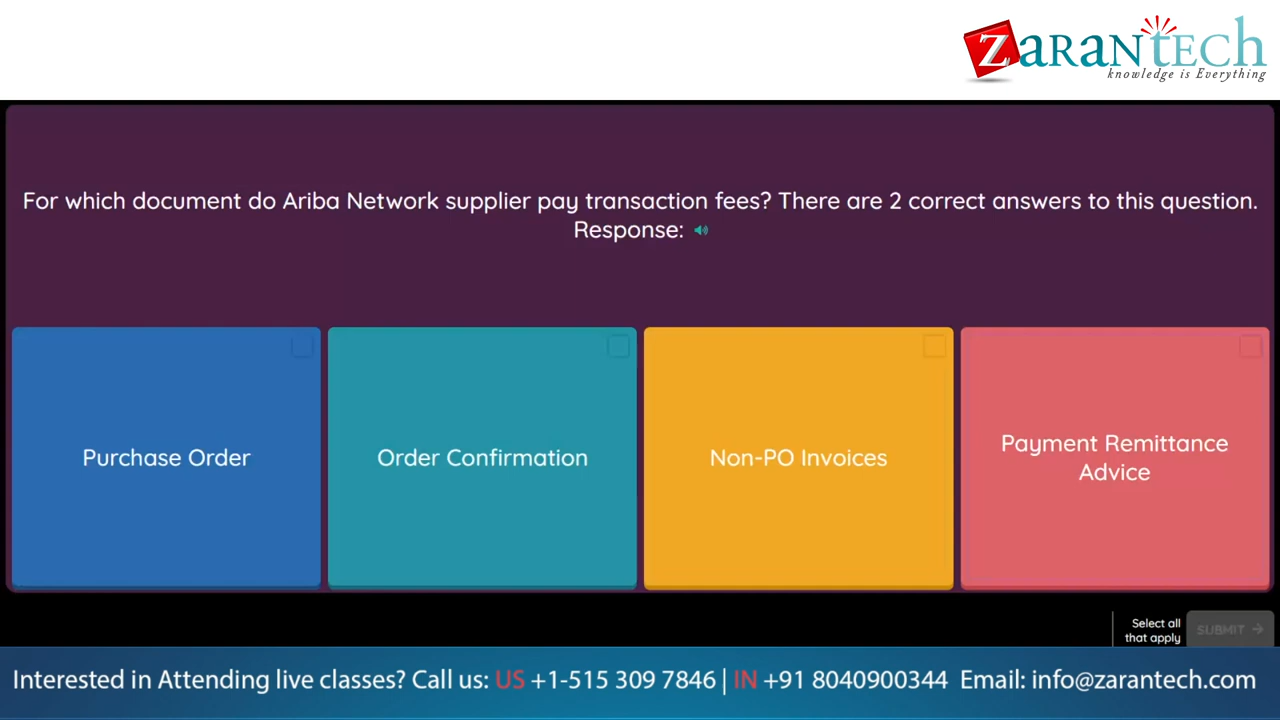 ZARANTECH
knowledge is Everything
For which document do Ariba Network supplier pay transaction fees? There are 2 correct answers to this question.
Response:
Purchase Order
Order Confirmation
Non-PO Invoices
Payment Remittance
Advice
Select all
that apply
SUBMIT →
Interested in Attending live classes? Call us: US +1-515 309 7846 | IN +91 8040900344 Email: info@zarantech.com